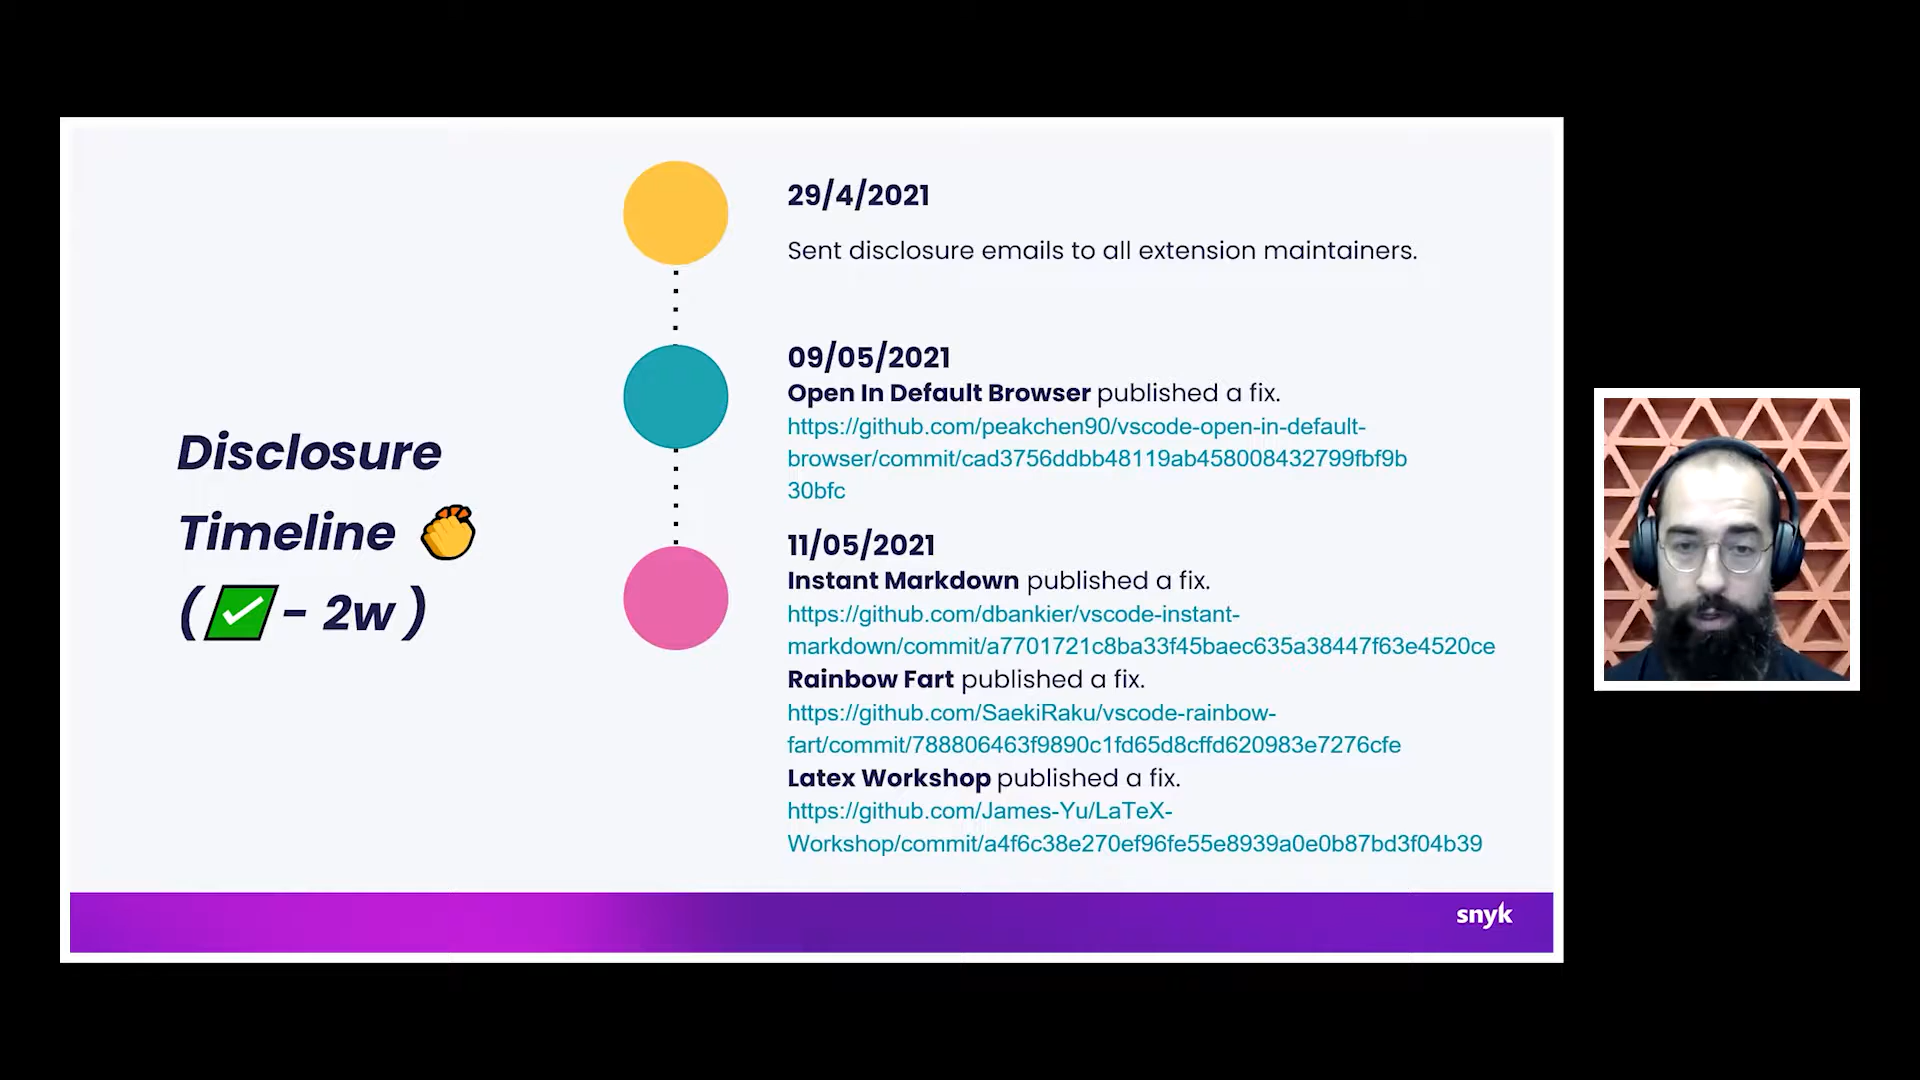 Disclosure
Timeline
( - 2w )
29/4/2021
Sent disclosure emails to all extension maintainers.
09/05/2021
Open In Default Browser published a fix.
https://github.com/peakchen90/vscode-open-in-default-
browser/commit/cad3756ddbb48119ab458008432799fbf9b
30bfc
11/05/2021
Instant Markdown published a fix.
https://github.com/dbankier/vscode-instant-
markdown/commit/a7701721c8ba33f45baec635a38447f63e4520ce
Rainbow Fart published a fix.
https://github.com/SaekiRaku/vscode-rainbow-
fart/commit/788806463f9890c1fd65d8cffd620983e7276cfe
Latex Workshop published a fix.
https://github.com/James-Yu/LaTeX-
Workshop/commit/a4f6c38e270ef96fe55e8939a0e0b87bd3f04b39
snyk